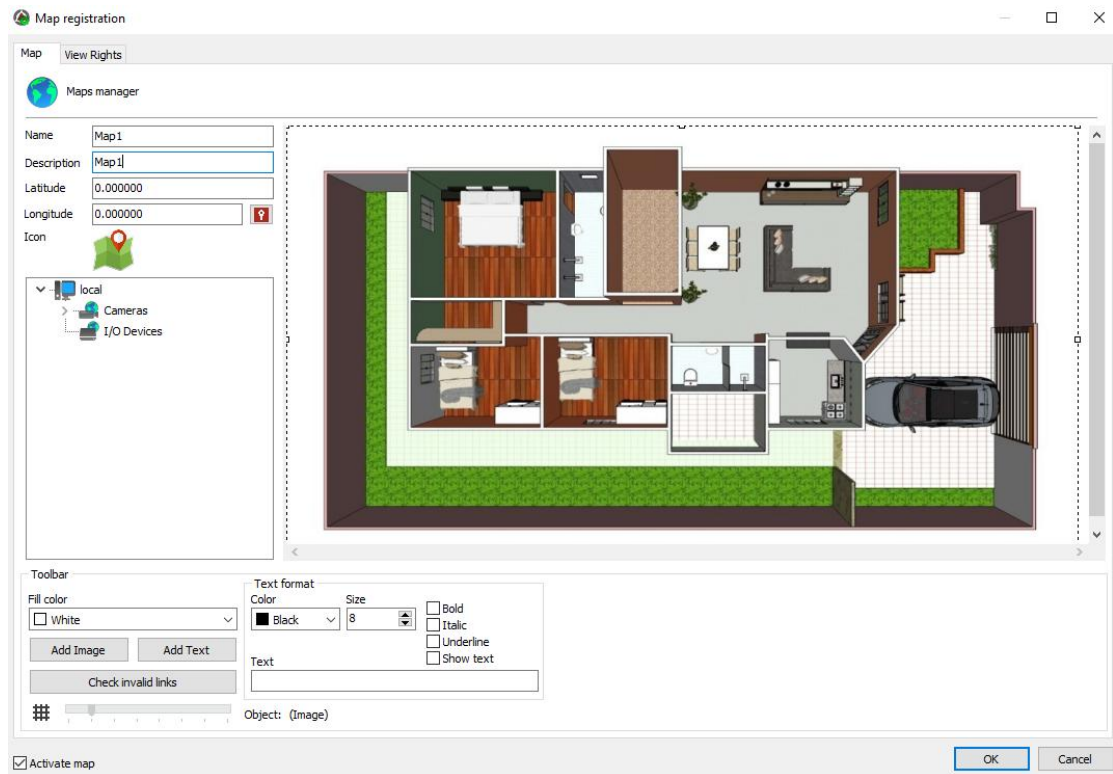 Map registration
Map View Rights
Maps manager
Name Map1
Description Map1
Latitude 0.000000
Longitude 0.000000
Icon
local
Cameras
I/O Devices
Toolbar
Fill color
White
Add Image Add Text
Check invalid links
Text format
Color Size
Black 8
Bold
Italic
Underline
Show text
Text
Object: (Image)
Activate map
OK Cancel